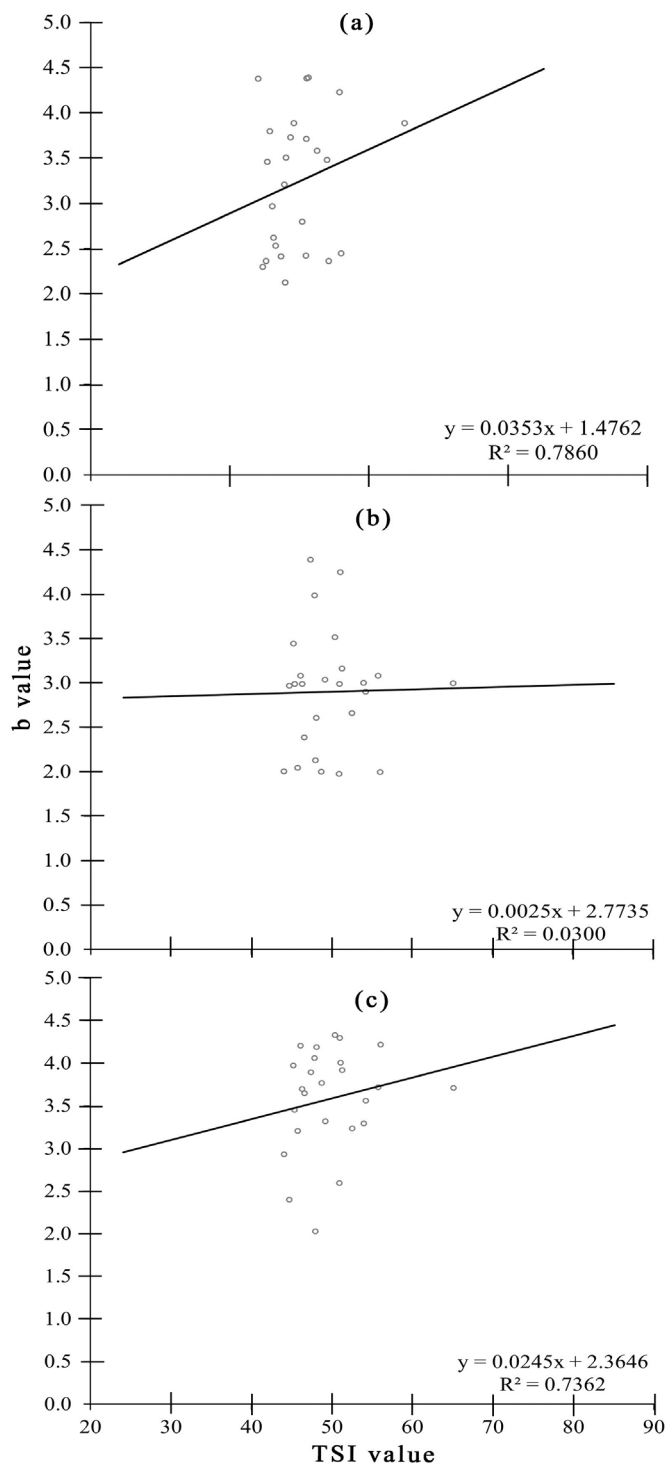 (a)
5.0
4.5
4.0
3.5
3.0
2.5
2.0
1.5
1.0
0.5
0.0
y = 0.0353x + 1.4762
R² = 0.7860
(b)
5.0
4.5
4.0
3.5
3.0
2.5
2.0
1.5
1.0
0.5
0.0
b value
y = 0.0025x + 2.7735
R² = 0.0300
(c)
5.0
4.5
4.0
3.5
3.0
2.5
2.0
1.5
1.0
0.5
0.0
y = 0.0245x + 2.3646
R² = 0.7362
20 30 40 50 60 70 80 90
TSI value